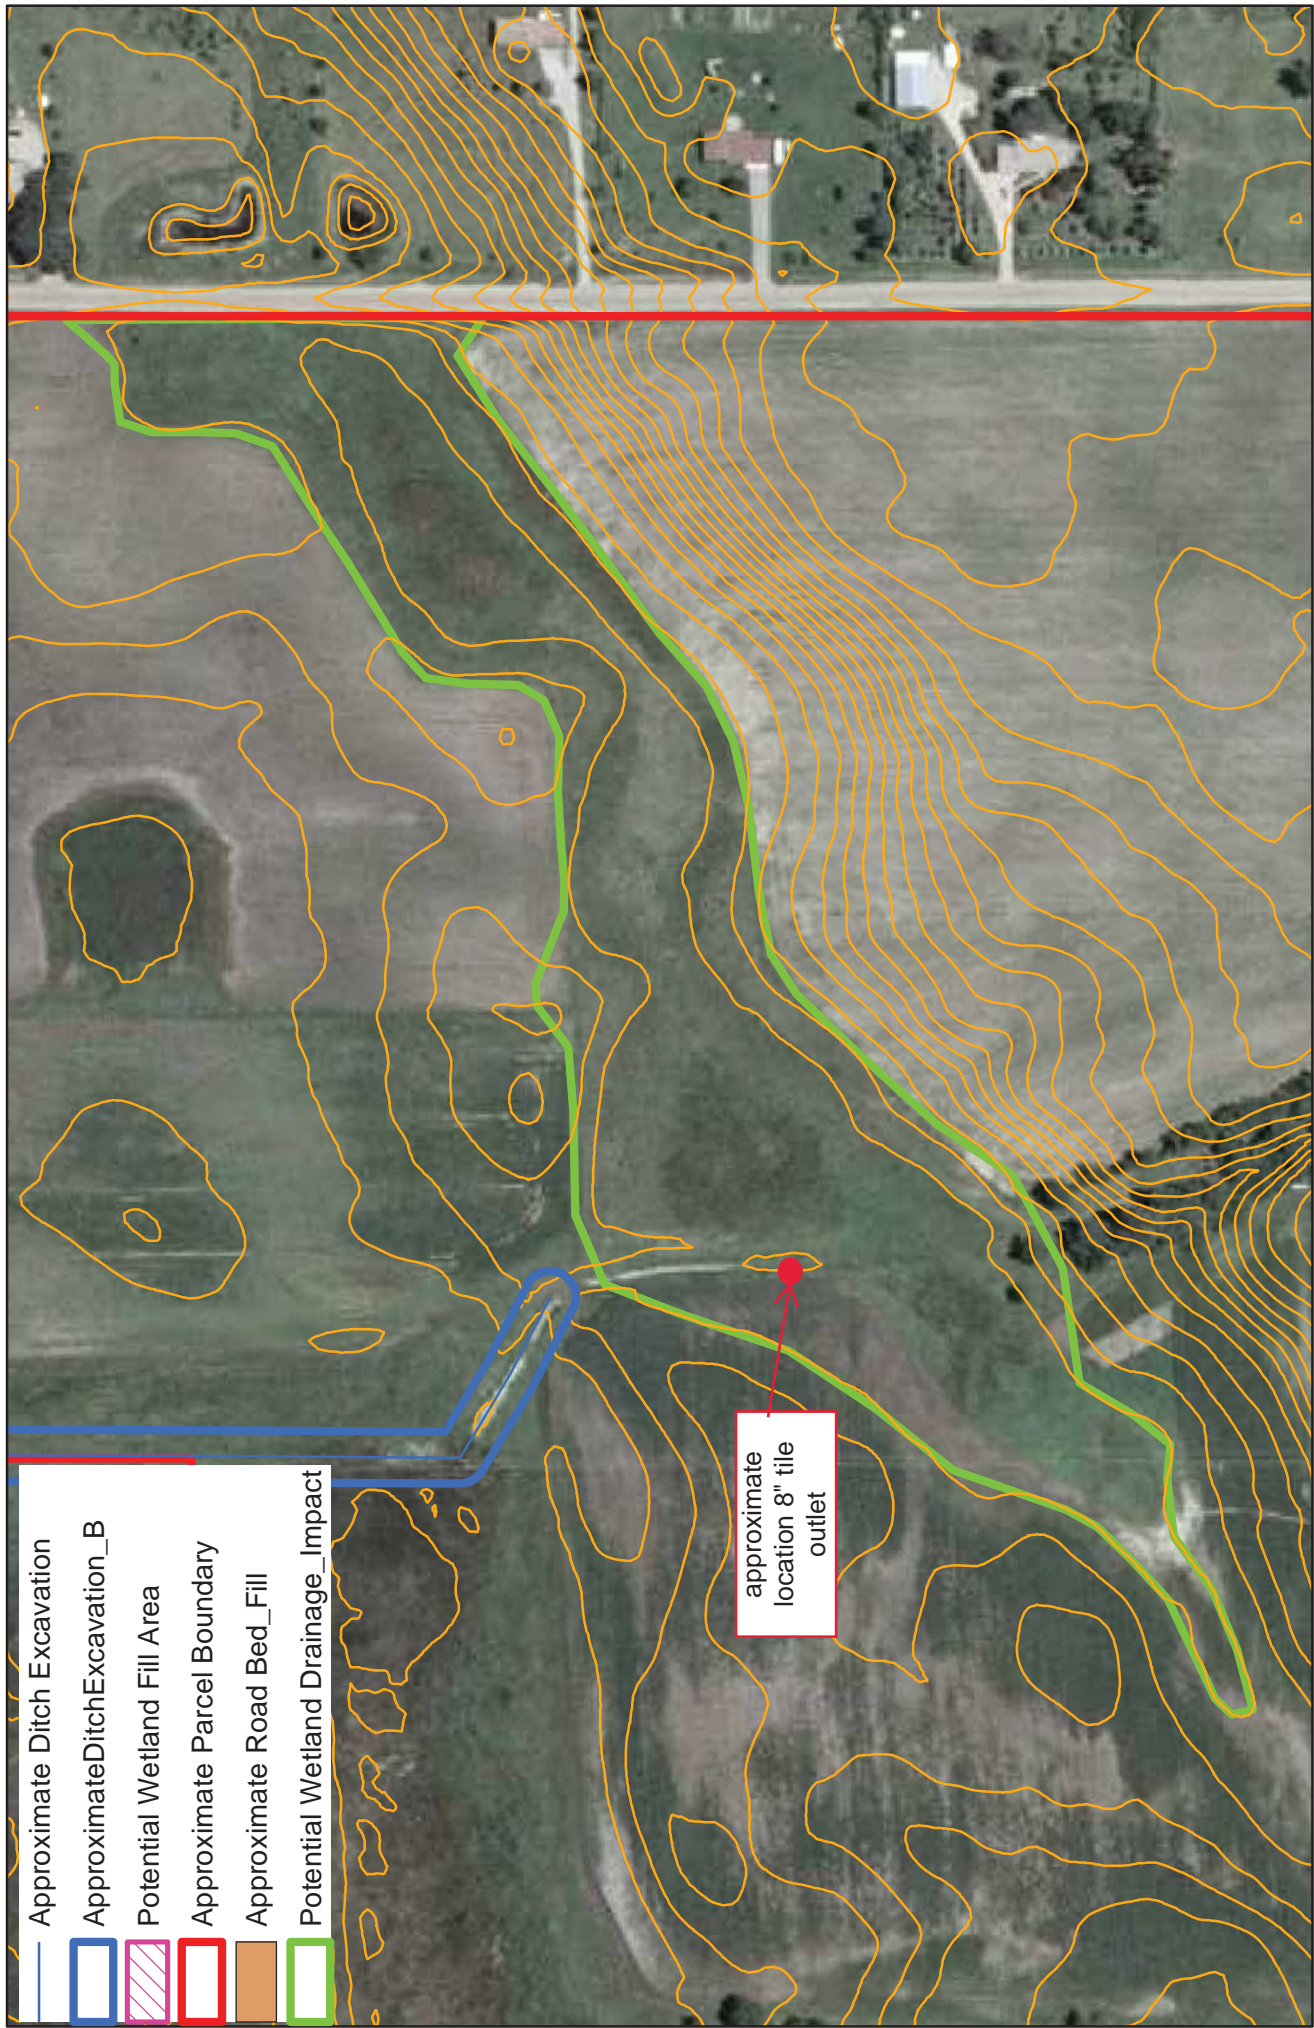 Approximate Ditch Excavation
ApproximateDitchExcavation_B
Potential Wetland Fill Area
Approximate Parcel Boundary
Approximate Road Bed_Fill
Potential Wetland Drainage_Impact
approximate
location 8" tile
outlet